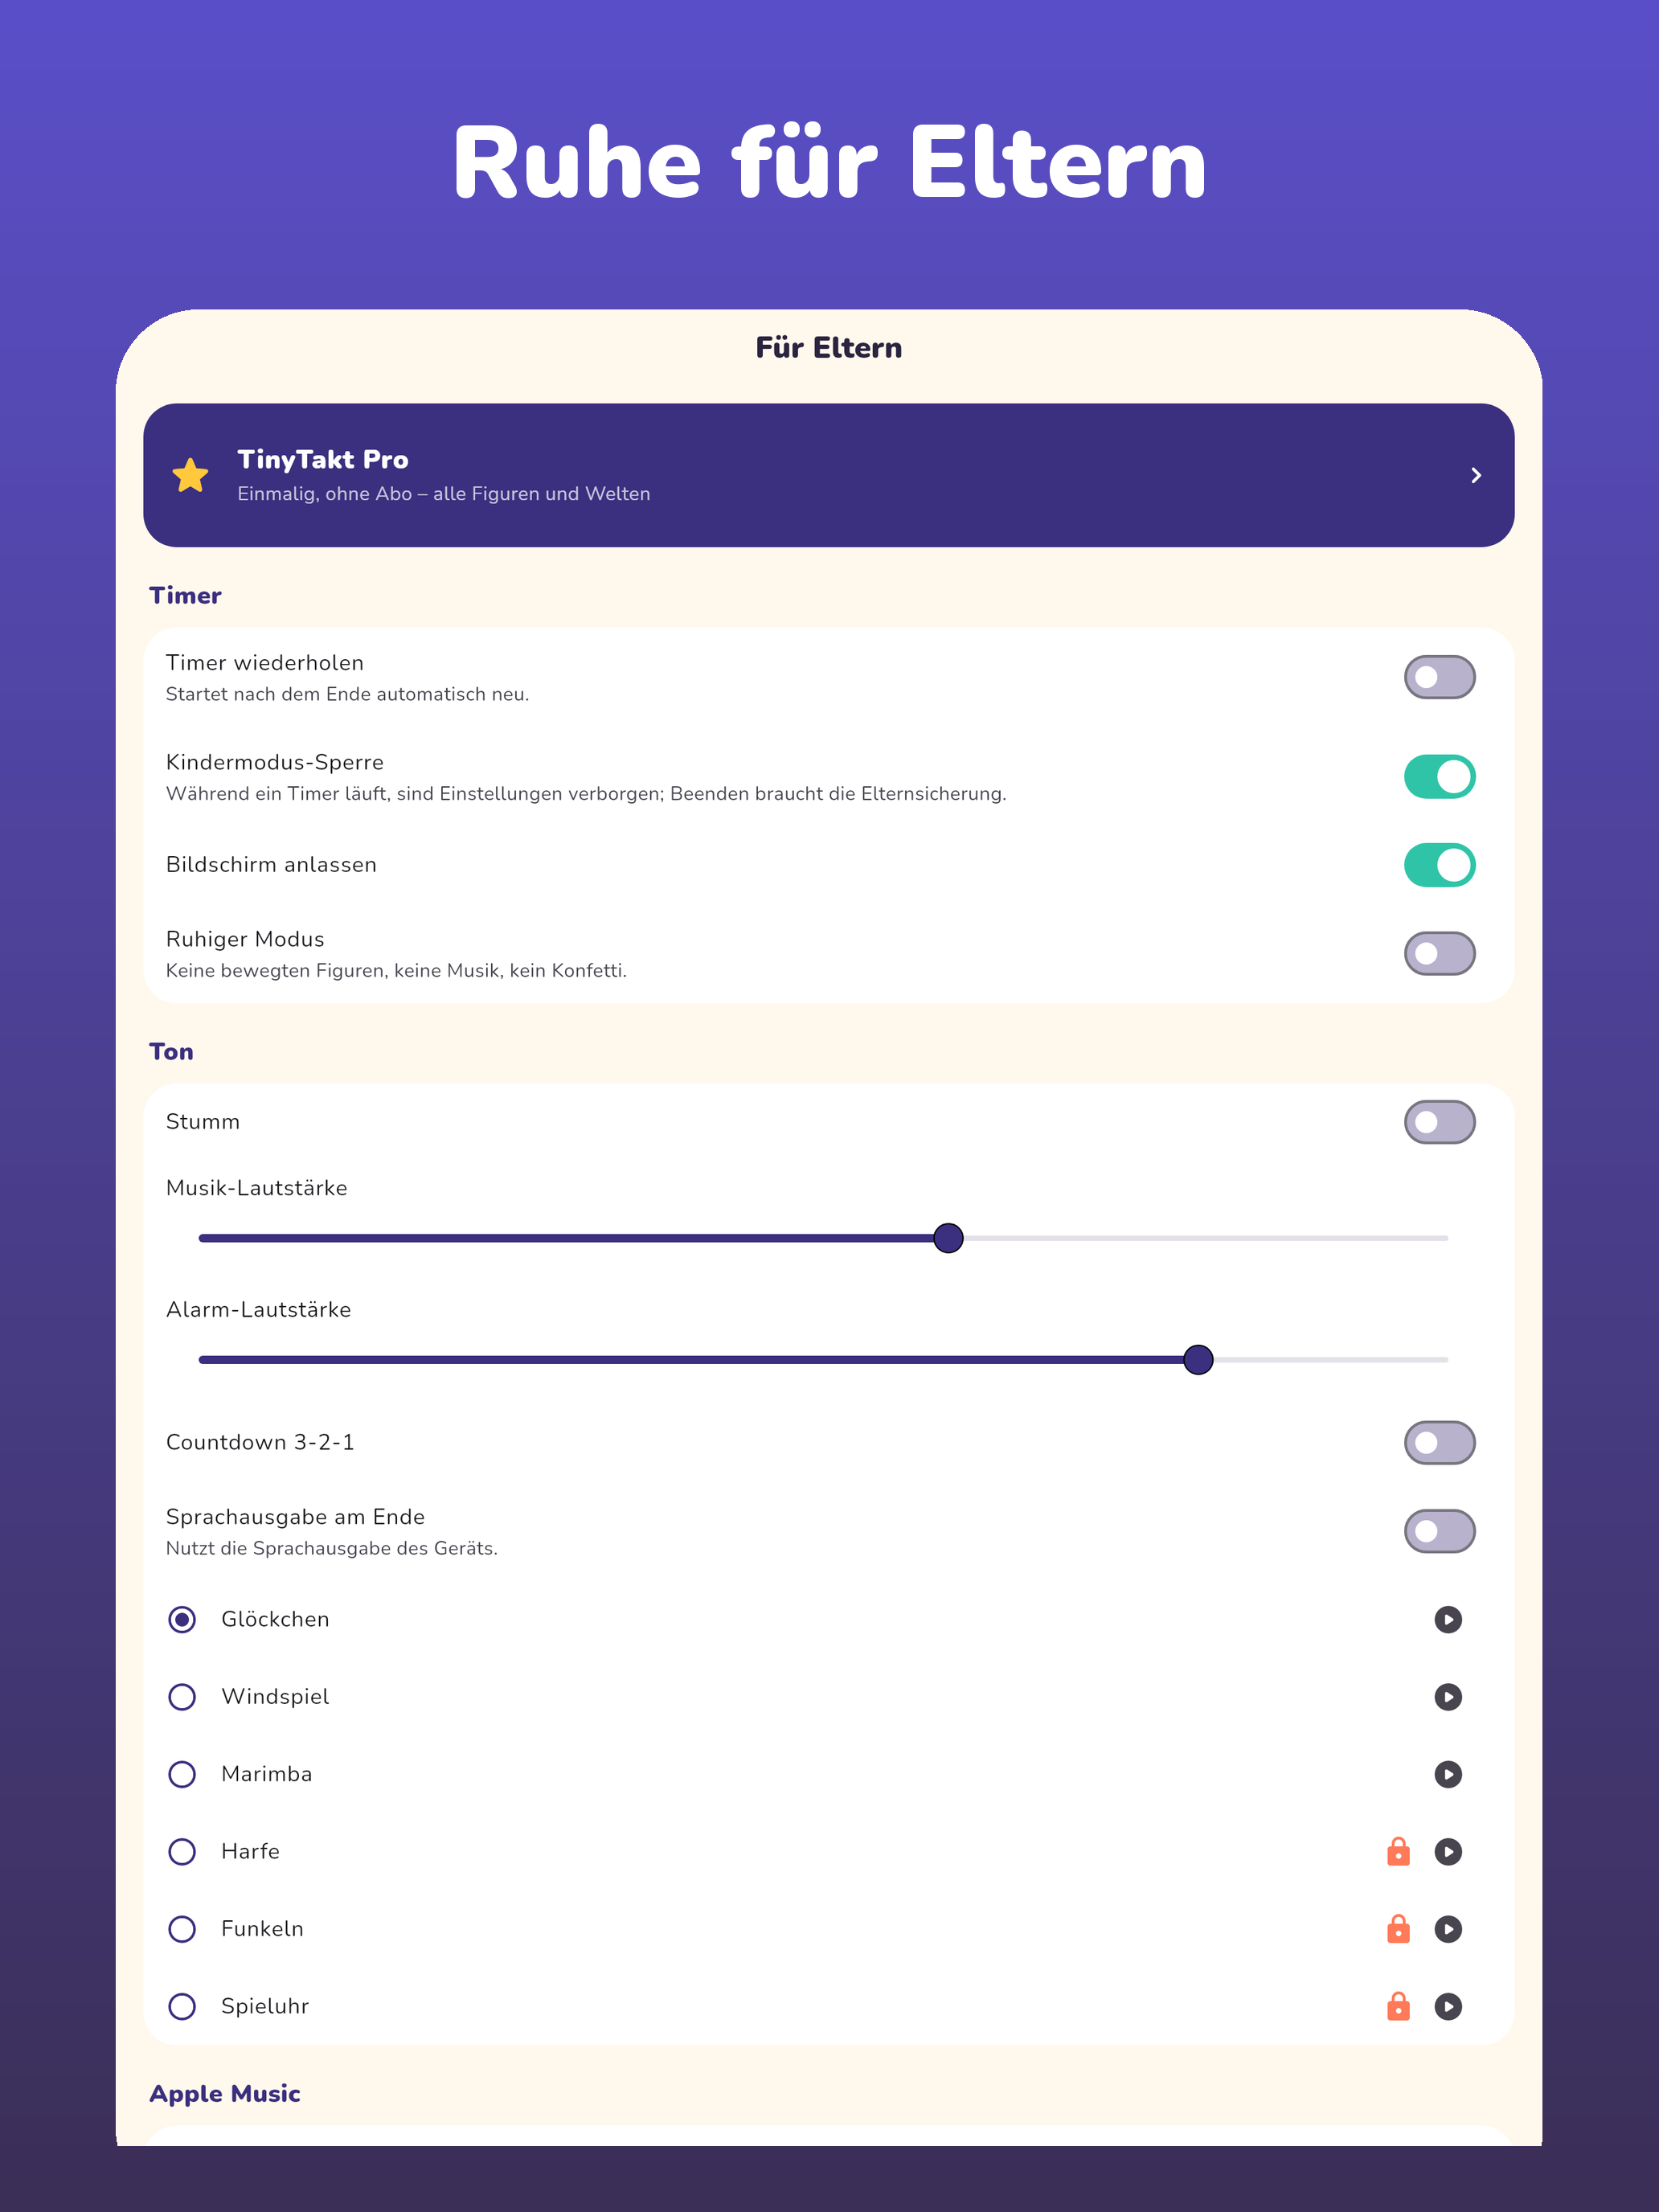 Ruhe für Eltern
Für Eltern
TinyTakt Pro
Einmalig, ohne Abo – alle Figuren und Welten
Timer
Timer wiederholen
Startet nach dem Ende automatisch neu.
Kindermodus-Sperre
Während ein Timer läuft, sind Einstellungen verborgen; Beenden braucht die Elternsicherung.
Bildschirm anlassen
Ruhiger Modus
Keine bewegten Figuren, keine Musik, kein Konfetti.
Ton
Stumm
Musik-Lautstärke
Alarm-Lautstärke
Countdown 3-2-1
Sprachausgabe am Ende
Nutzt die Sprachausgabe des Geräts.
Glöckchen
Windspiel
Marimba
Harfe
Funkeln
Spieluhr
Apple Music